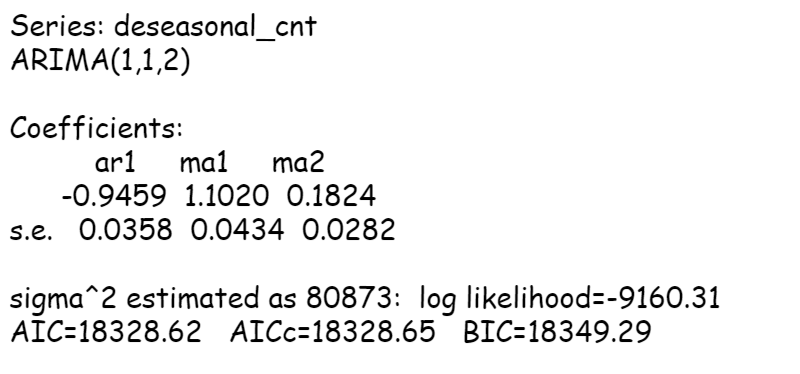 Series: deseasonal_cnt
ARIMA(1,1,2)
Coefficients:
ar1 ma1 ma2
-0.9459 1.1020 0.1824
s.e. 0.0358 0.0434 0.0282
sigma^2 estimated as 80873: log likelihood=-9160.31
AIC=18328.62 AICc=18328.65 BIC=18349.29